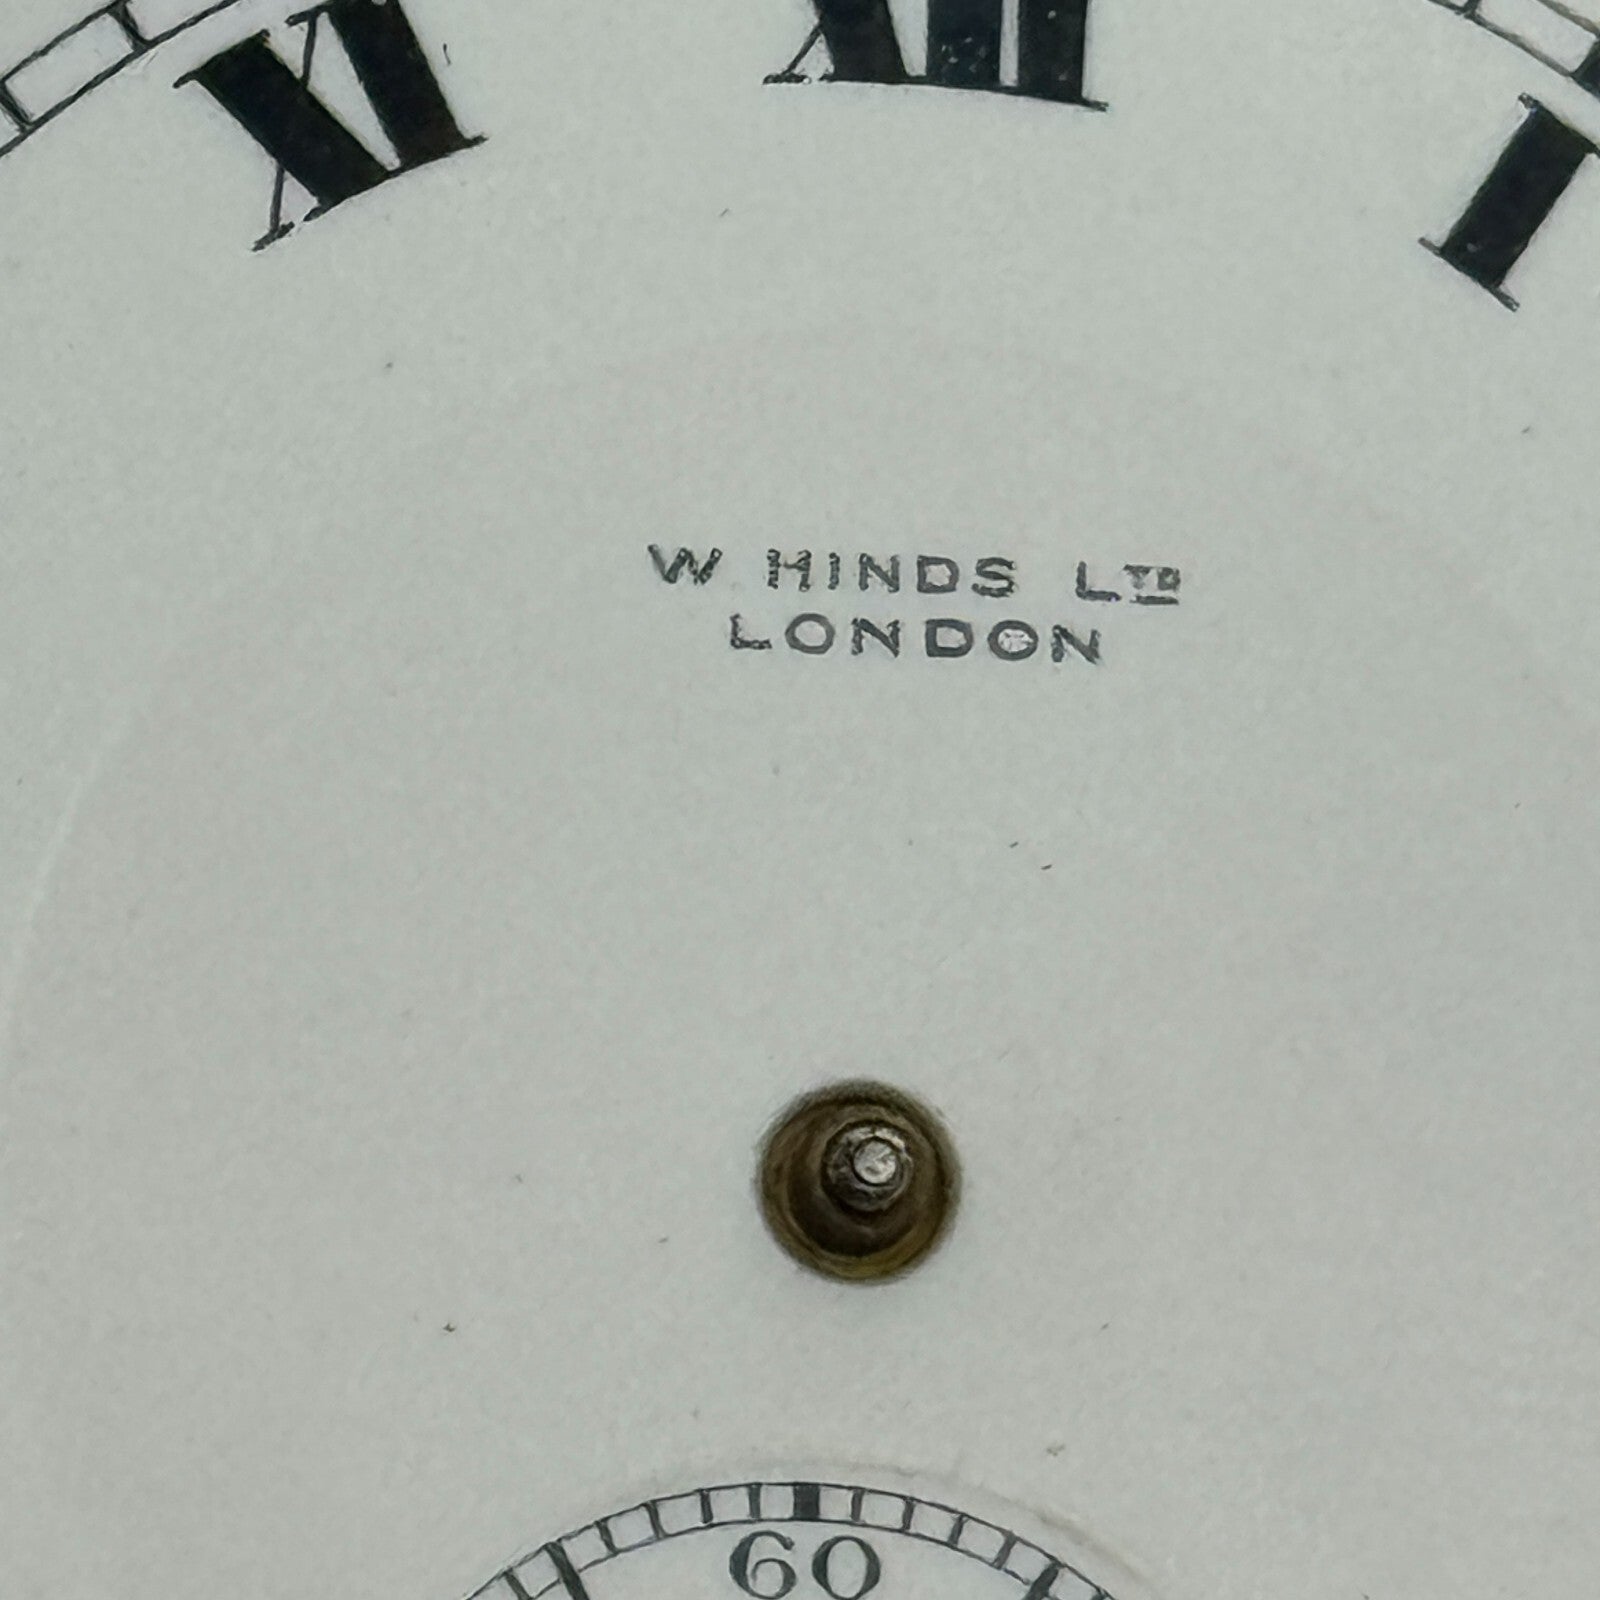 XI XII I
W HINDS LTD
LONDON
60